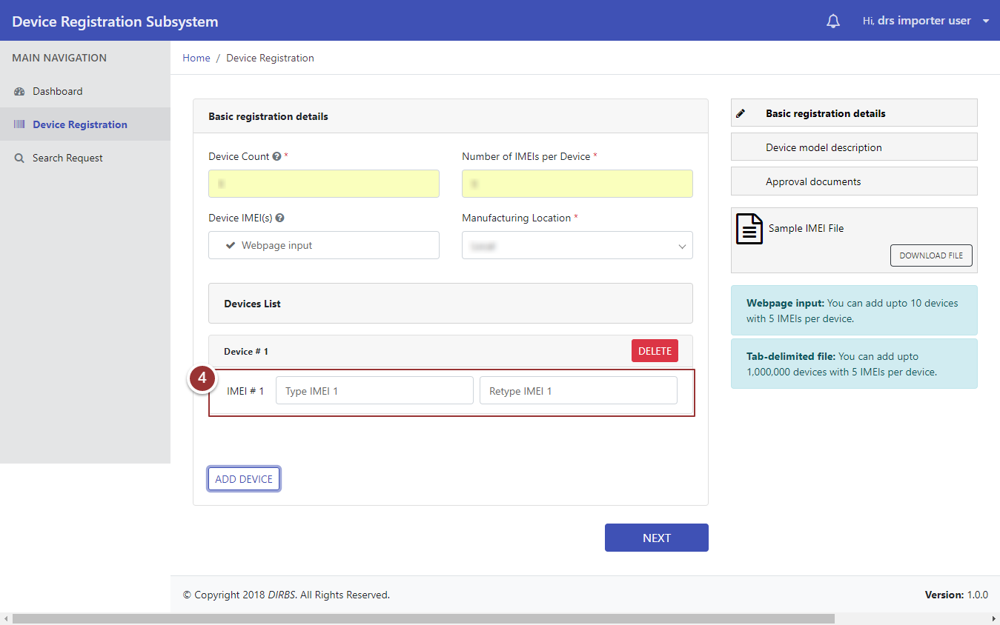 Device Registration Subsystem
Hi, drs importer user
MAIN NAVIGATION
Dashboard
Device Registration
Search Request
Home / Device Registration
Basic registration details
Device Count *
Number of IMEIs per Device *
Device IMEI(s)
Manufacturing Location *
Webpage input
Devices List
Device # 1
DELETE
4
IMEI # 1
Type IMEI 1
Retype IMEI 1
ADD DEVICE
NEXT
Basic registration details
Device model description
Approval documents
Sample IMEI File
DOWNLOAD FILE
Webpage input: You can add upto 10 devices
with 5 IMEIs per device.
Tab-delimited file: You can add upto
1,000,000 devices with 5 IMEIs per device.
© Copyright 2018 DIRBS. All Rights Reserved.
Version: 1.0.0